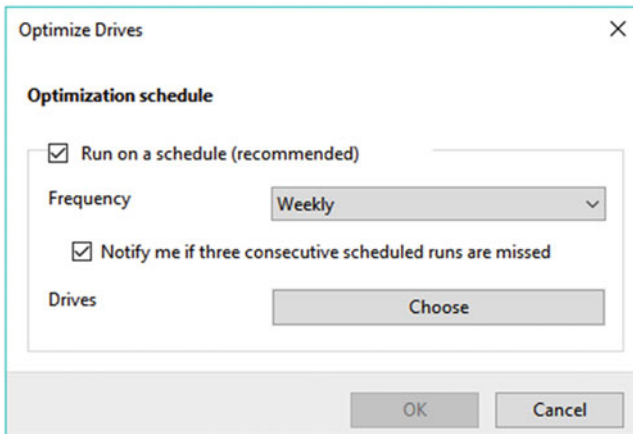 Optimize Drives
Optimization schedule
Run on a schedule (recommended)
Frequency
Weekly
Notify me if three consecutive scheduled runs are missed
Drives
Choose
OK
Cancel